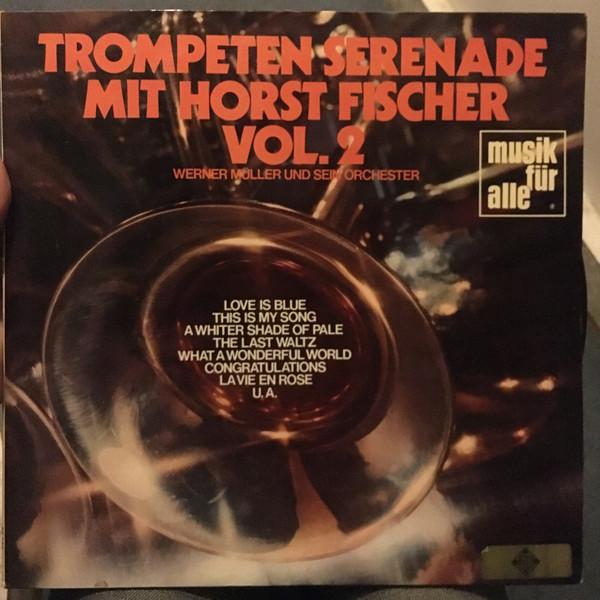 TROMPETEN SERENADE
MIT HORST FISCHER
VOL. 2
WERNER MÜLLER UND SEIN ORCHESTER
musik
für
alle
LOVE IS BLUE
THIS IS MY SONG
A WHITER SHADE OF PALE
THE LAST WALTZ
WHAT A WONDERFUL WORLD
CONGRATULATIONS
LA VIE EN ROSE
U. A.